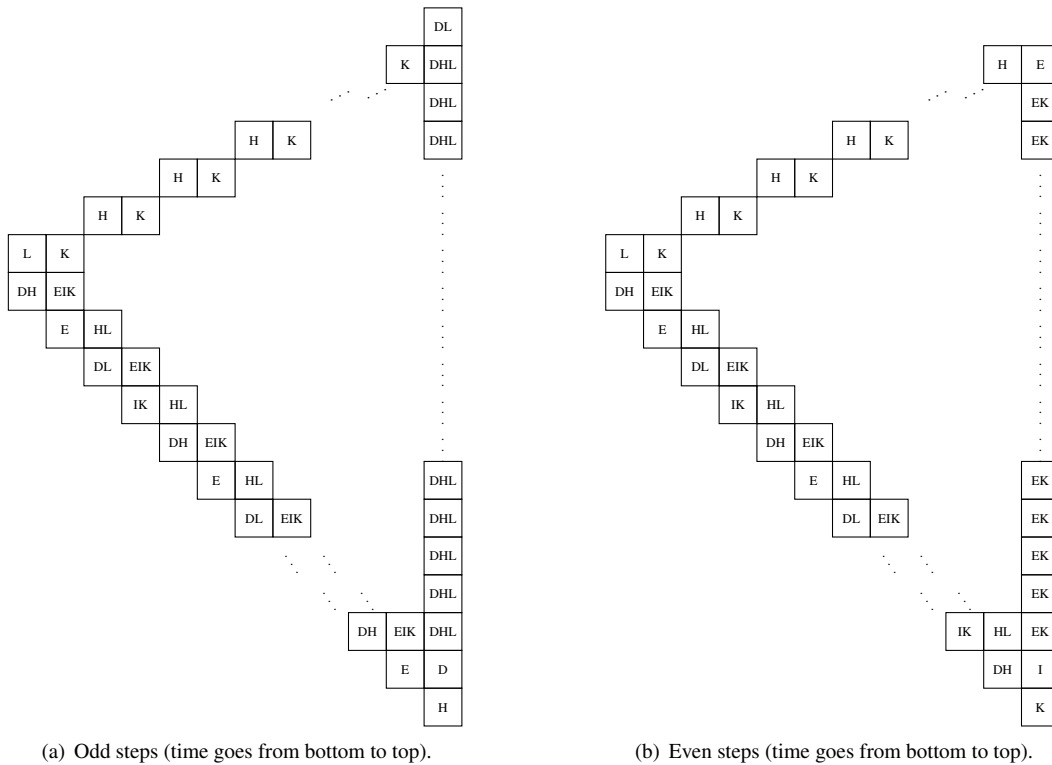 DL
K DHL
DHL
H K DHL
H K
H K
L K
DH EIK
E HL
DL EIK
IK HL
DH EIK
E HL DHL
DL EIK DHL
DHL
DHL
DH EIK DHL
E D
H
(a) Odd steps (time goes from bottom to top).
H E
EK
H K EK
H K
H K
L K
DH EIK
E HL
DL EIK
IK HL
DH EIK
E HL EK
DL EIK EK
EK
EK
IK HL EK
DH I
K
(b) Even steps (time goes from bottom to top).